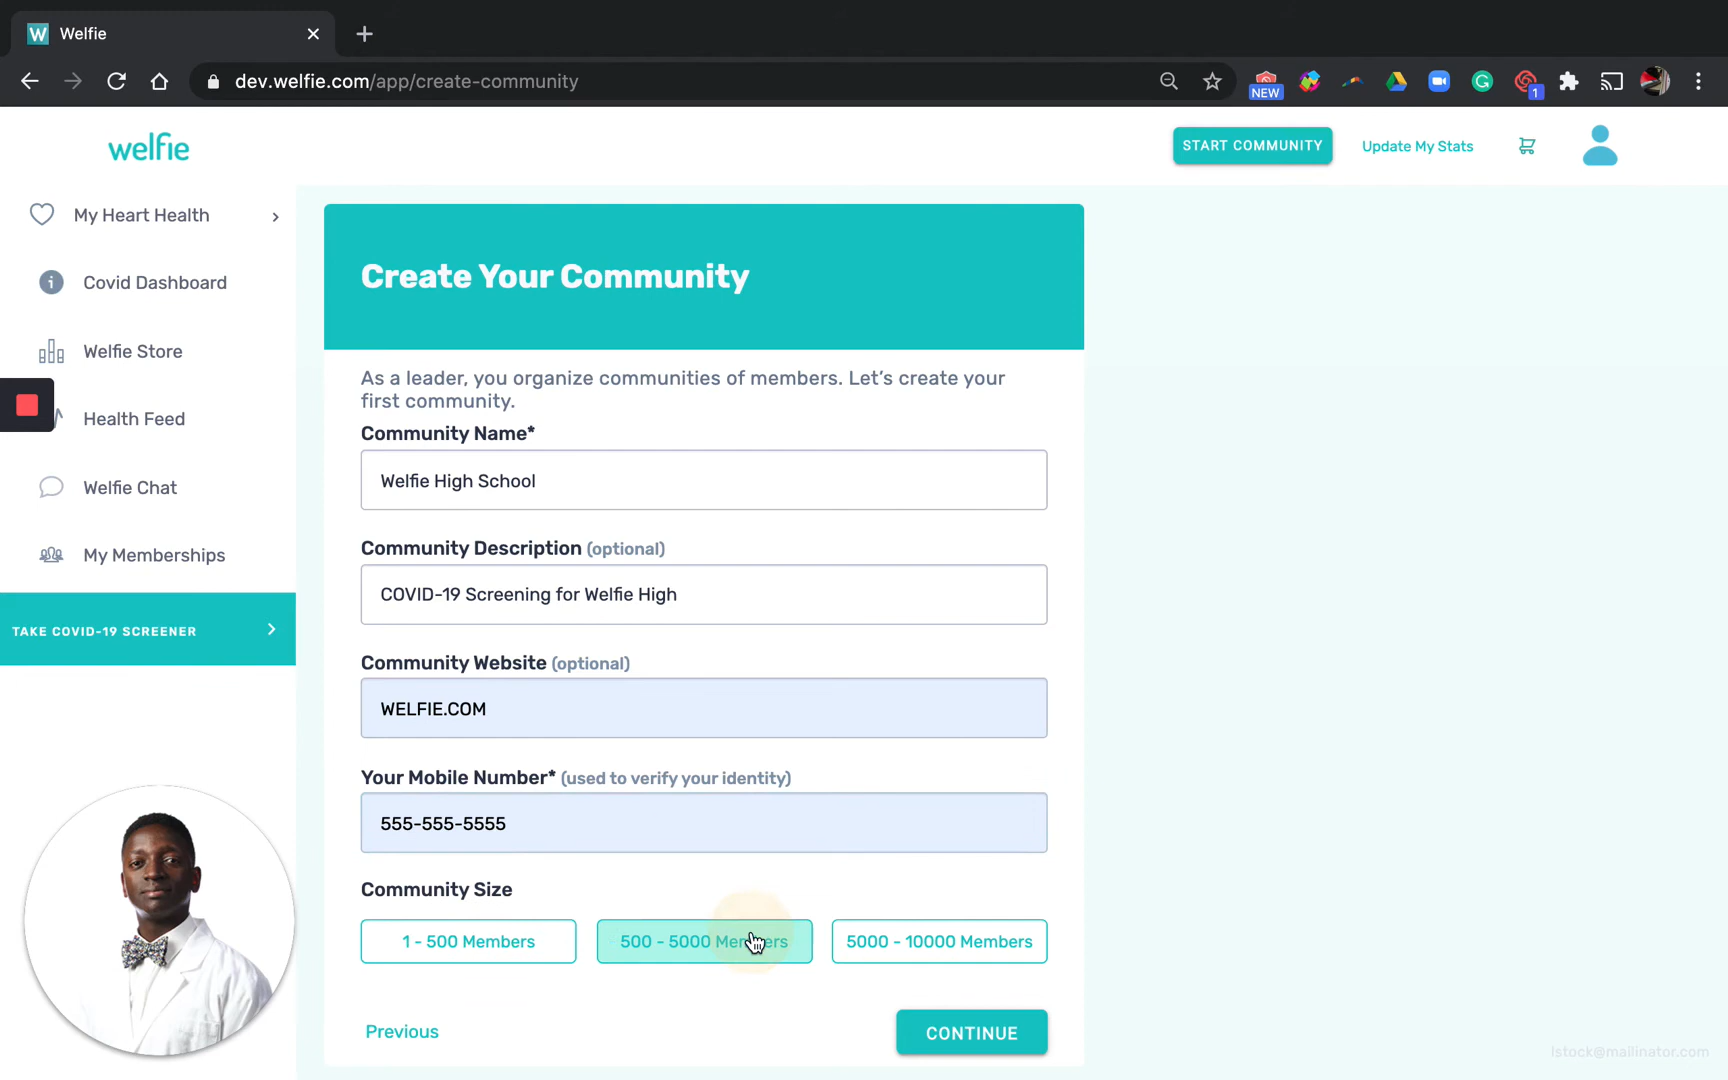 Welfie
dev.welfie.com/app/create-community
NEW
1
welfie
START COMMUNITY
Update My Stats
My Heart Health
Covid Dashboard
Welfie Store
Health Feed
Welfie Chat
My Memberships
TAKE COVID-19 SCREENER
Create Your Community
As a leader, you organize communities of members. Let's create your
first community.
Community Name*
Welfie High School
Community Description (optional)
COVID-19 Screening for Welfie High
Community Website (optional)
WELFIE.COM
Your Mobile Number* (used to verify your identity)
555-555-5555
Community Size
1 - 500 Members
500 - 5000 Members
5000 - 10000 Members
Previous
CONTINUE
lstock@mailinator.com